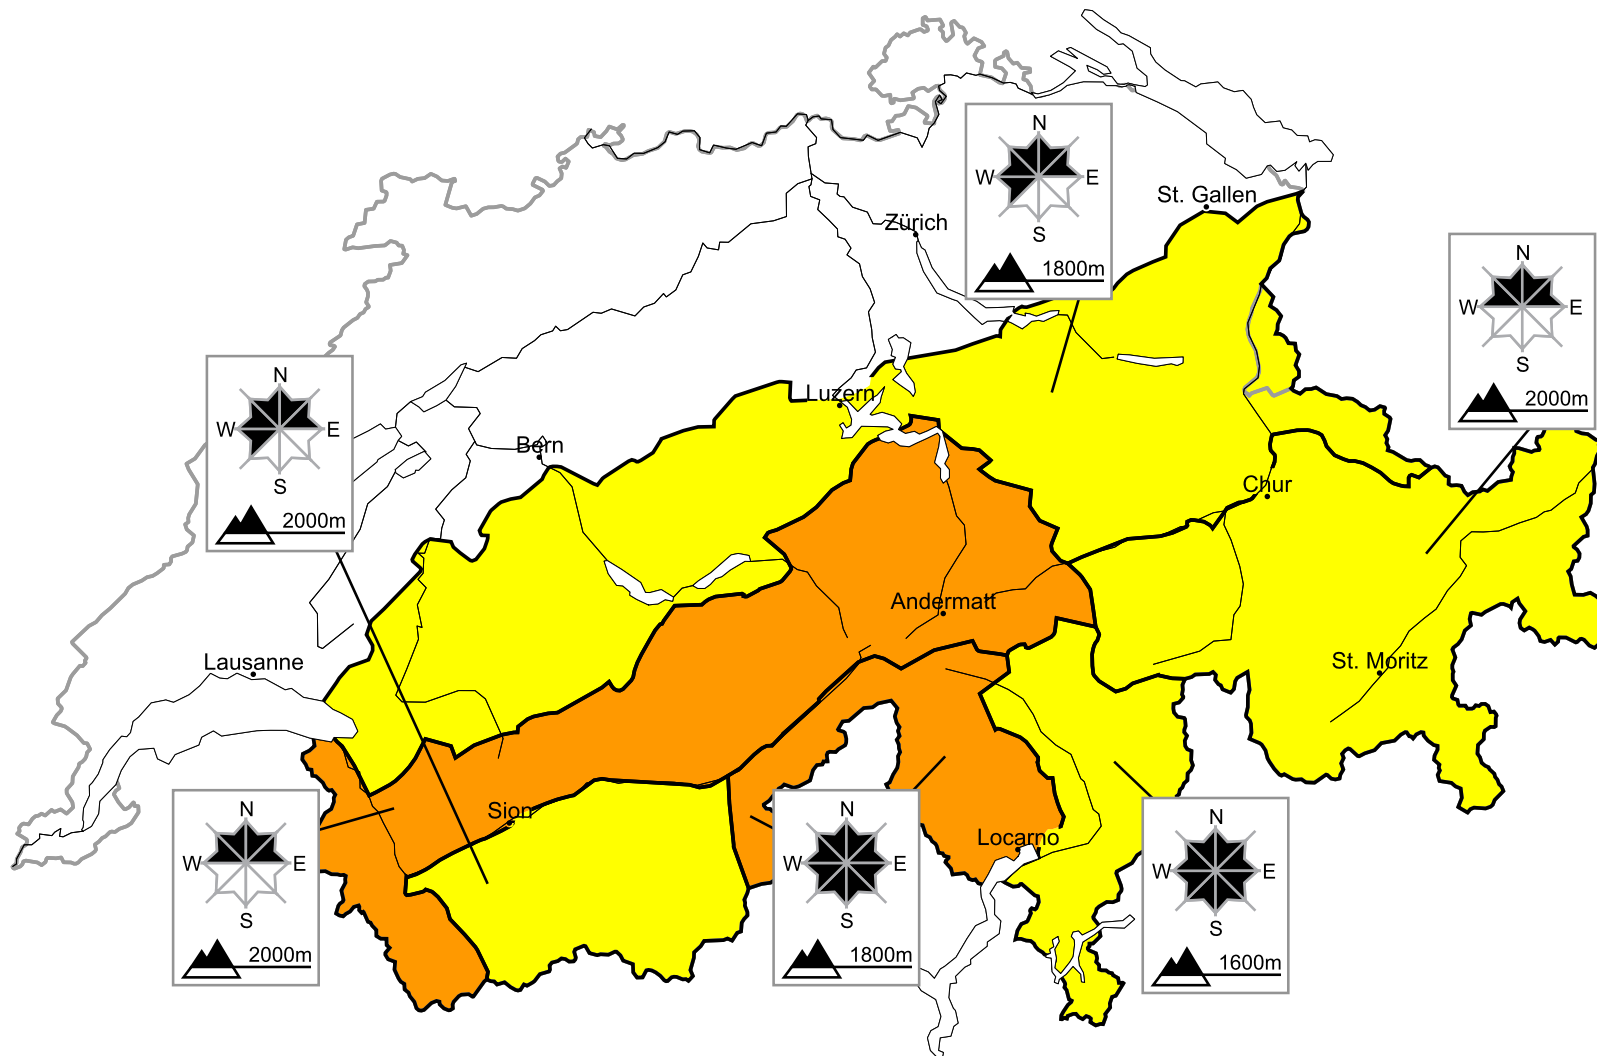 N
W E
S
1800m
St. Gallen
Zürich
N
W E
S
2000m
N
W E
S
2000m
Luzern
Bern
Chur
Andermatt
Lausanne
St. Moritz
Sion
Locarno
N
W E
S
2000m
N
W E
S
1800m
N
W E
S
1600m